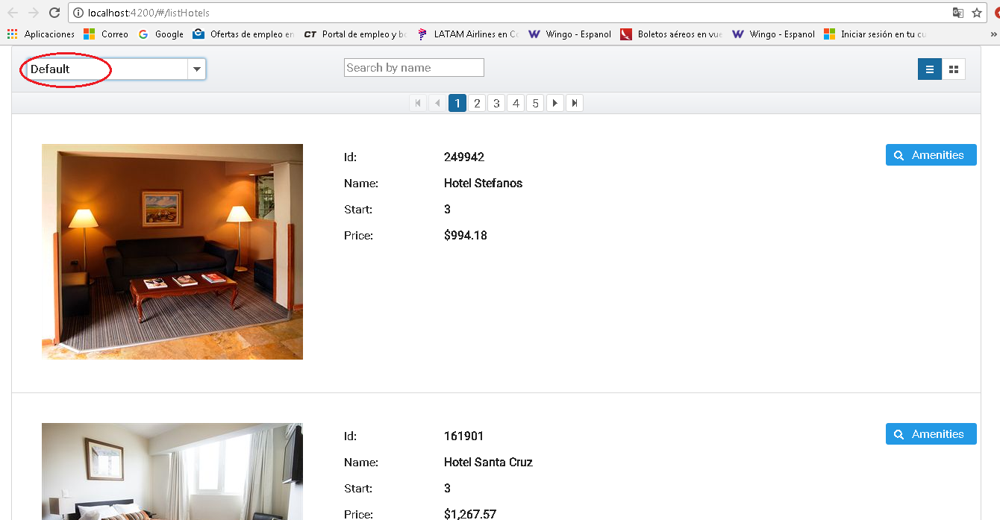 localhost:4200/#/listHotels
Aplicaciones Correo Google Ofertas de empleo en CT Portal de empleo y bo LATAM Airlines en Co W Wingo - Espanol Boletos aéreos en vue W Wingo - Espanol Iniciar sesión en tu cu »
Default Search by name
1 2 3 4 5
Id: 249942 Amenities
Name: Hotel Stefanos
Start: 3
Price: $994.18
Id: 161901 Amenities
Name: Hotel Santa Cruz
Start: 3
Price: $1,267.57